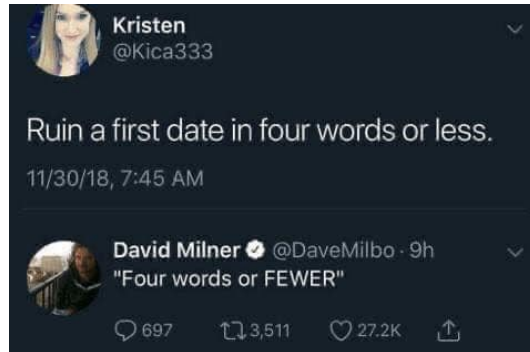 Kristen
@Kica333
Ruin a first date in four words or less.
11/30/18, 7:45 AM
David Milner @DaveMilbo · 9h
"Four words or FEWER"
697 3,511 27.2K